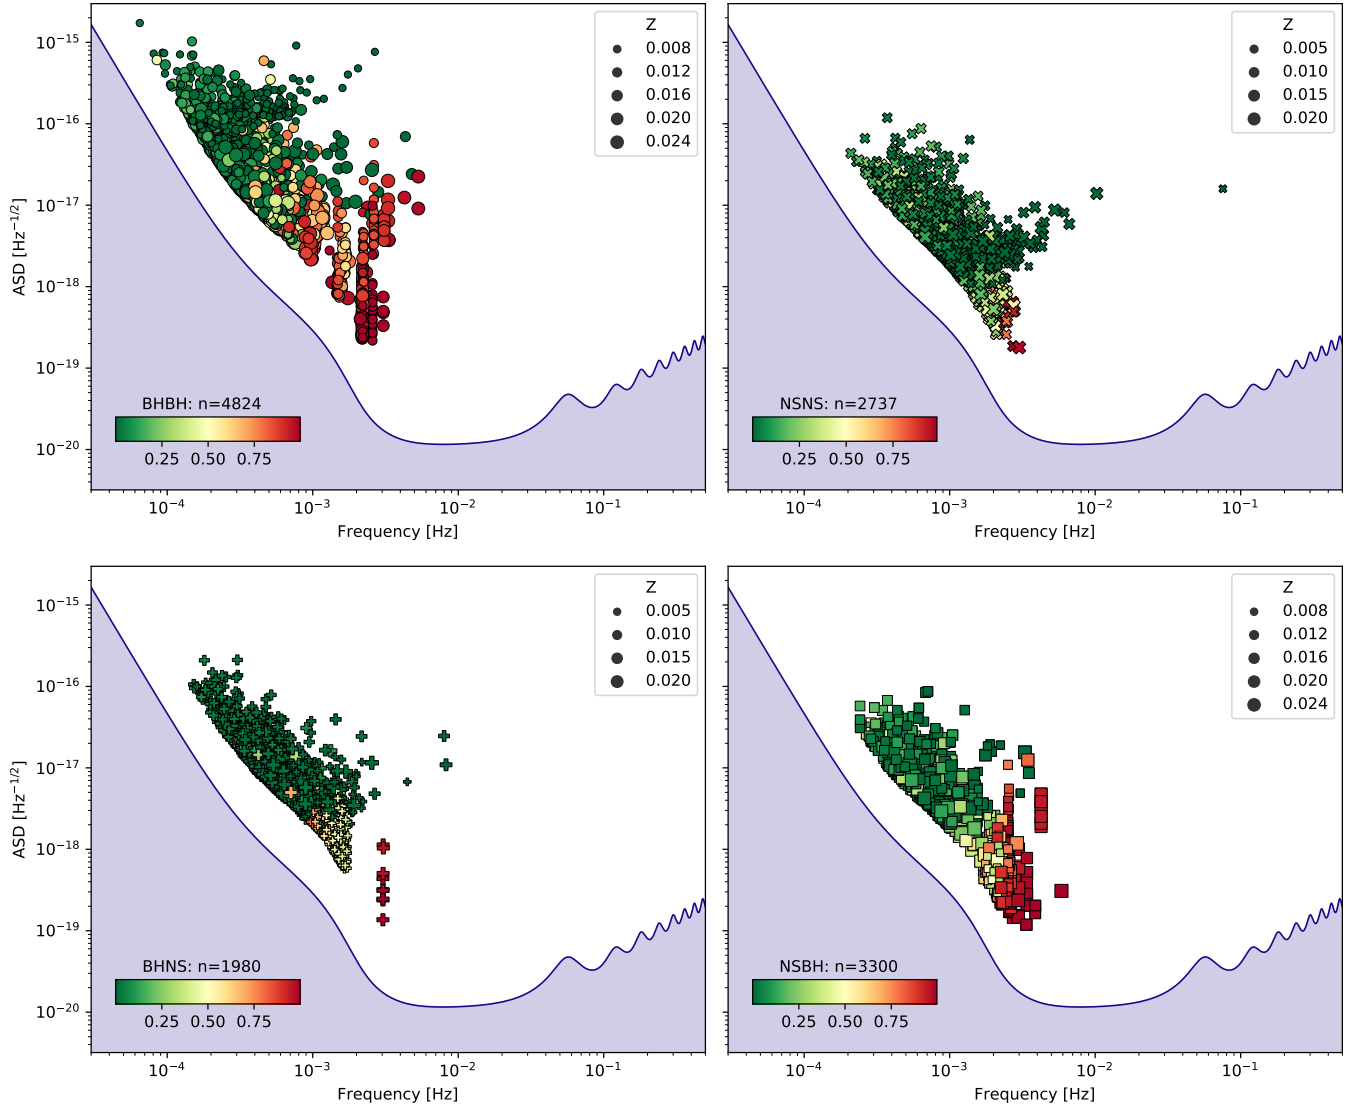 Z
0.008
0.012
0.016
0.020
0.024
10⁻¹⁵
10⁻¹⁶
10⁻¹⁷
10⁻¹⁸
10⁻¹⁹
10⁻²⁰
ASD [Hz⁻¹/²]
BHBH: n=4824
0.25 0.50 0.75
10⁻⁴ 10⁻³ 10⁻² 10⁻¹
Frequency [Hz]
Z
0.005
0.010
0.015
0.020
NSNS: n=2737
0.25 0.50 0.75
10⁻⁴ 10⁻³ 10⁻² 10⁻¹
Frequency [Hz]
Z
0.005
0.010
0.015
0.020
10⁻¹⁵
10⁻¹⁶
10⁻¹⁷
10⁻¹⁸
10⁻¹⁹
10⁻²⁰
ASD [Hz⁻¹/²]
BHNS: n=1980
0.25 0.50 0.75
10⁻⁴ 10⁻³ 10⁻² 10⁻¹
Frequency [Hz]
Z
0.008
0.012
0.016
0.020
0.024
NSBH: n=3300
0.25 0.50 0.75
10⁻⁴ 10⁻³ 10⁻² 10⁻¹
Frequency [Hz]